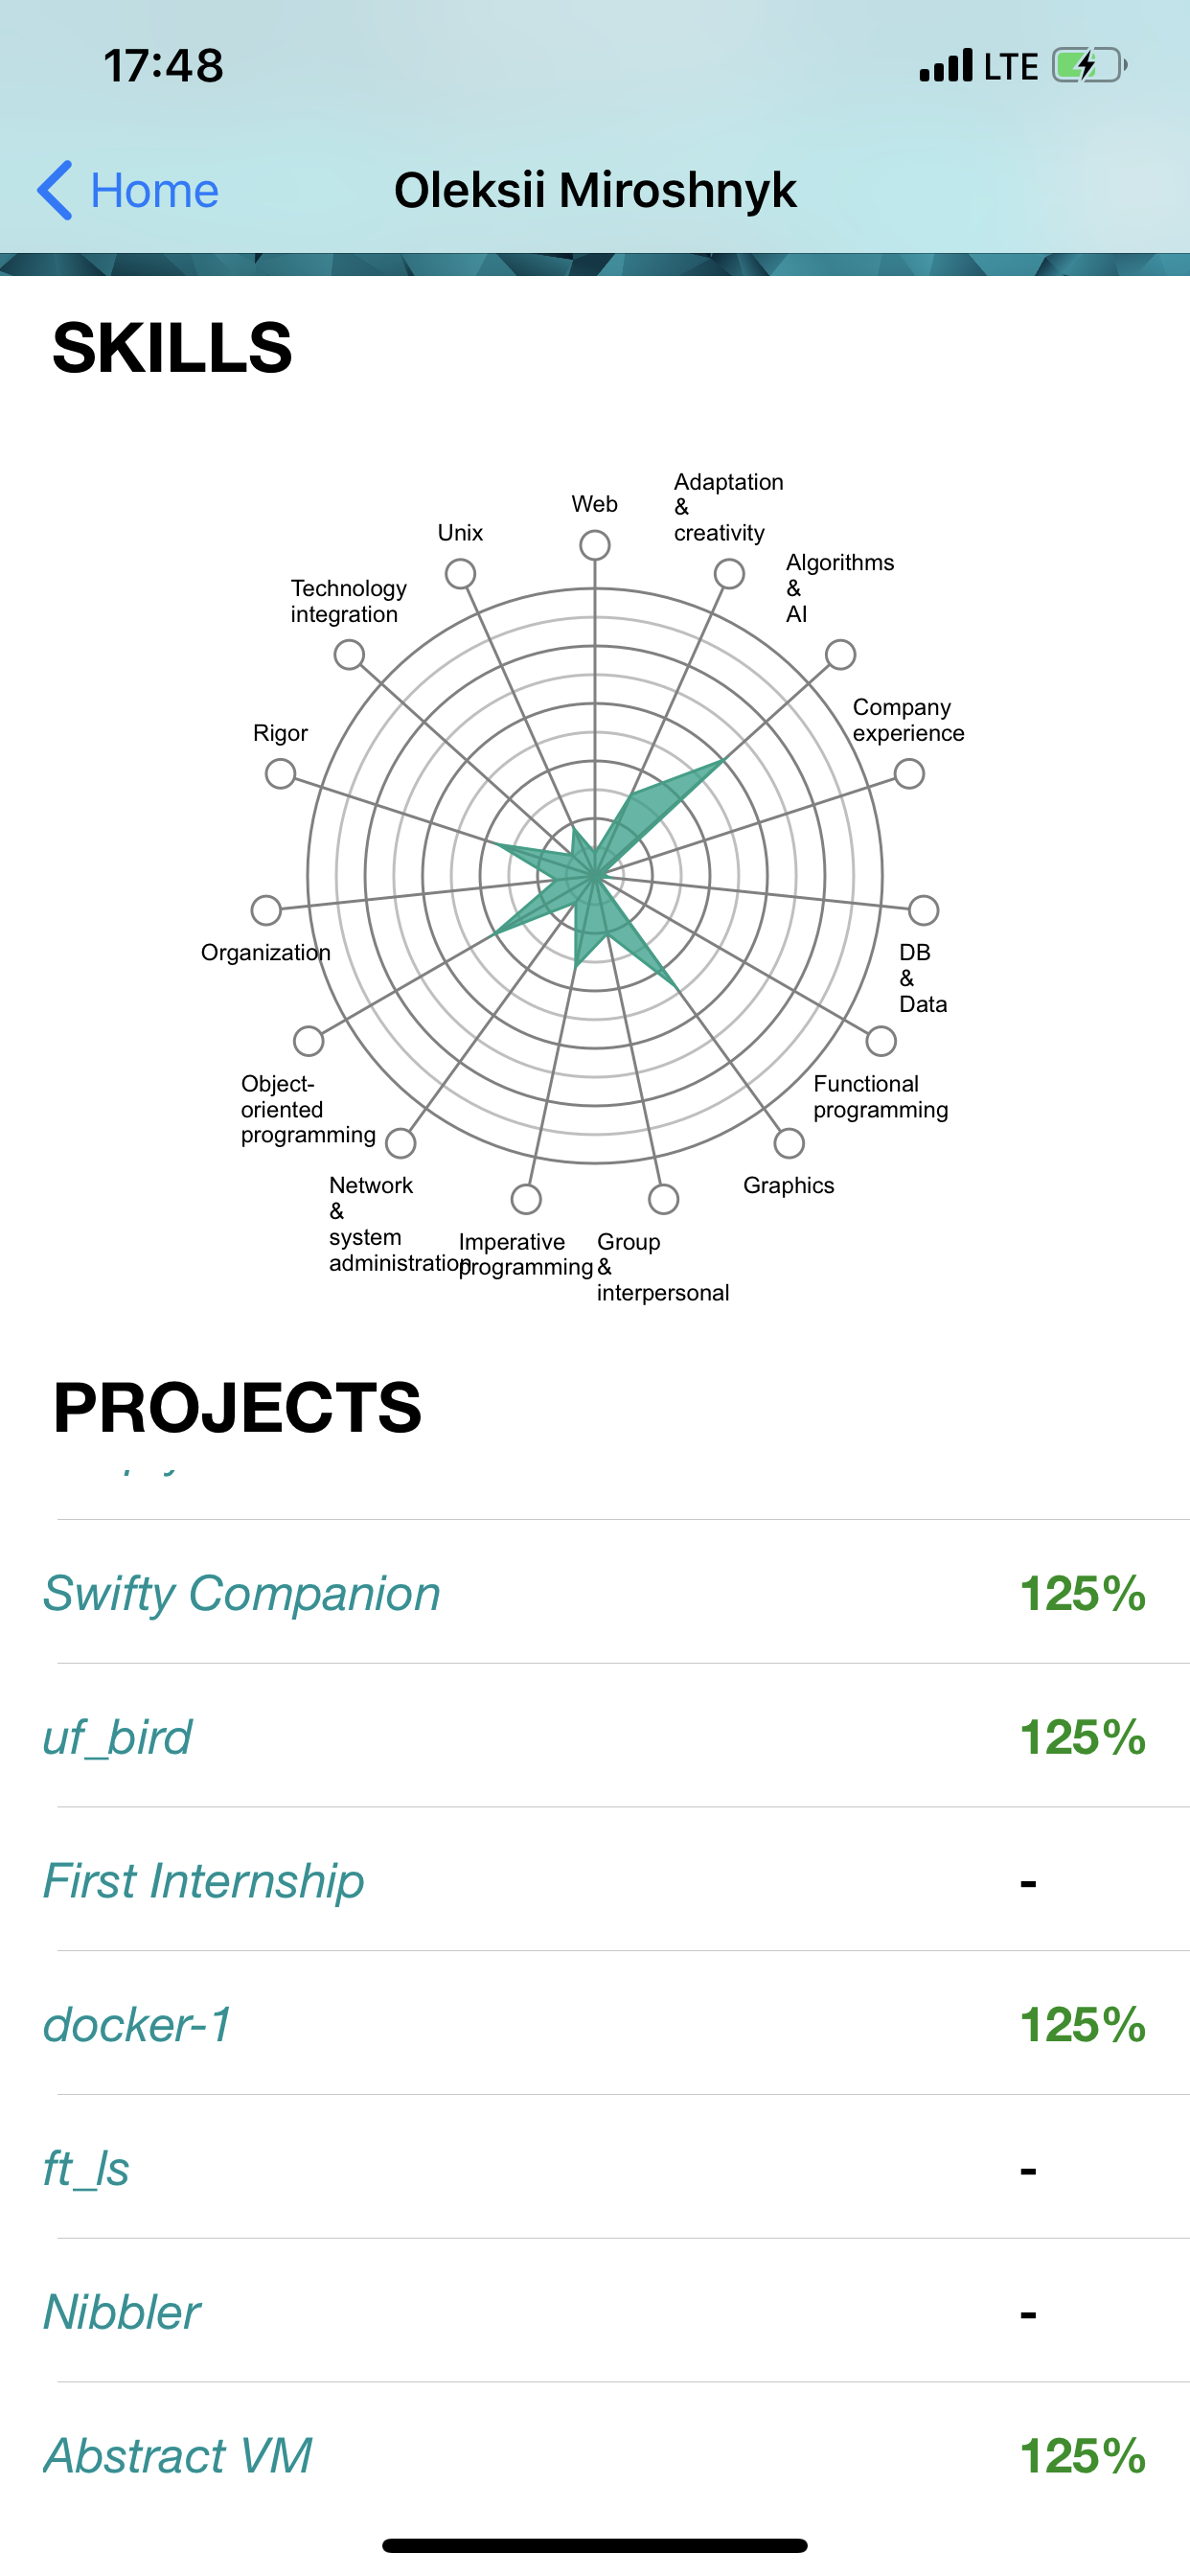 17:48
LTE
Home
Oleksii Miroshnyk
SKILLS
Adaptation
&
creativity
Web
Unix
Algorithms
&
AI
Technology
integration
Company
experience
Rigor
Organization
DB
&
Data
Object-
oriented
programming
Functional
programming
Network
&
system
administration
Graphics
Imperative
programming
Group
&
interpersonal
PROJECTS
Swifty Companion 125%
uf_bird 125%
First Internship -
docker-1 125%
ft_ls -
Nibbler -
Abstract VM 125%